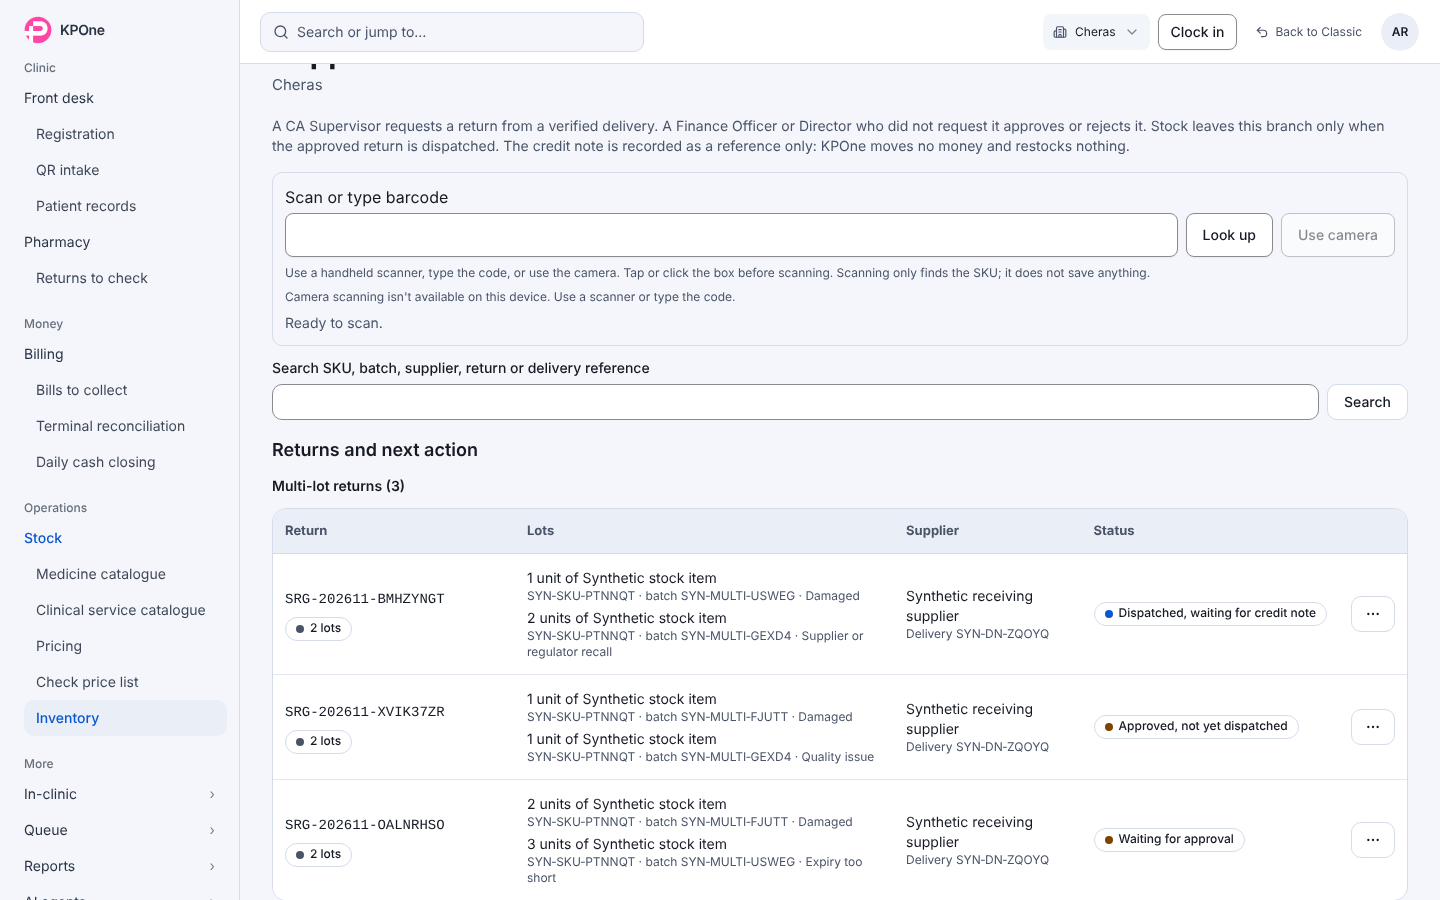 KPOne
Clinic
Front desk
Registration
QR intake
Patient records
Pharmacy
Returns to check
Money
Billing
Bills to collect
Terminal reconciliation
Daily cash closing
Operations
Stock
Medicine catalogue
Clinical service catalogue
Pricing
Check price list
Inventory
More
In-clinic
Queue
Reports
Search or jump to...
Cheras
Clock in
Back to Classic
AR
Cheras
A CA Supervisor requests a return from a verified delivery. A Finance Officer or Director who did not request it approves or rejects it. Stock leaves this branch only when
the approved return is dispatched. The credit note is recorded as a reference only: KPOne moves no money and restocks nothing.
Scan or type barcode
Look up
Use camera
Use a handheld scanner, type the code, or use the camera. Tap or click the box before scanning. Scanning only finds the SKU; it does not save anything.
Camera scanning isn't available on this device. Use a scanner or type the code.
Ready to scan.
Search SKU, batch, supplier, return or delivery reference
Search
Returns and next action
Multi-lot returns (3)
Return
Lots
Supplier
Status
SRG-202611-BMHZYNGT
2 lots
1 unit of Synthetic stock item
SYN-SKU-PTNNQT · batch SYN-MULTI-USWEG · Damaged
2 units of Synthetic stock item
SYN-SKU-PTNNQT · batch SYN-MULTI-GEXD4 · Supplier or
regulator recall
Synthetic receiving
supplier
Delivery SYN-DN-ZQOYQ
Dispatched, waiting for credit note
SRG-202611-XVIK37ZR
2 lots
1 unit of Synthetic stock item
SYN-SKU-PTNNQT · batch SYN-MULTI-FJUTT · Damaged
1 unit of Synthetic stock item
SYN-SKU-PTNNQT · batch SYN-MULTI-GEXD4 · Quality issue
Synthetic receiving
supplier
Delivery SYN-DN-ZQOYQ
Approved, not yet dispatched
SRG-202611-OALNRHSO
2 lots
2 units of Synthetic stock item
SYN-SKU-PTNNQT · batch SYN-MULTI-FJUTT · Damaged
3 units of Synthetic stock item
SYN-SKU-PTNNQT · batch SYN-MULTI-USWEG · Expiry too
short
Synthetic receiving
supplier
Delivery SYN-DN-ZQOYQ
Waiting for approval